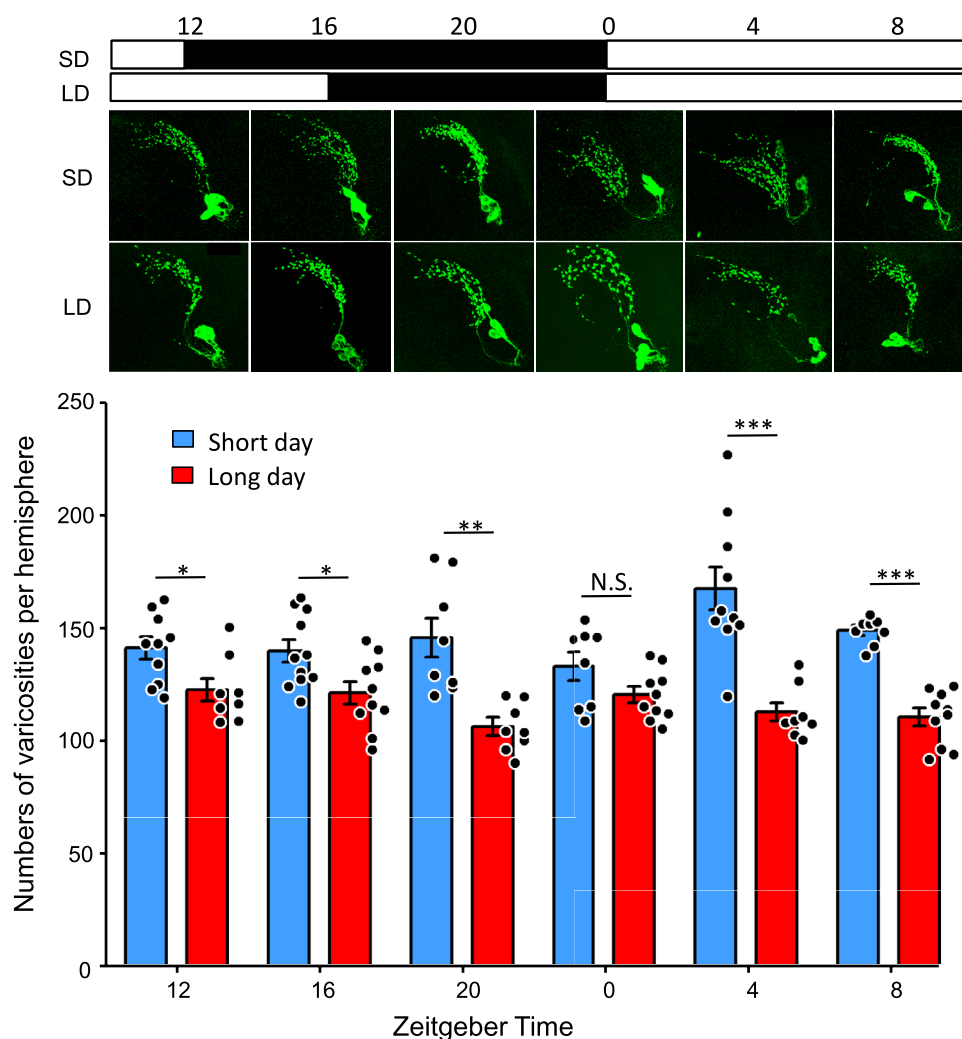 12 16 20 0 4 8
SD
LD
SD
LD
250
200
150
100
50
0
Numbers of varicosities per hemisphere
Short day
Long day
*
*
**
N.S.
***
***
12 16 20 0 4 8
Zeitgeber Time